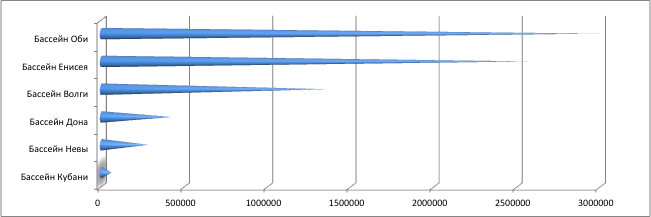 Бассейн Оби
Бассейн Енисея
Бассейн Волги
Бассейн Дона
Бассейн Невы
Бассейн Кубани
0 500000 1000000 1500000 2000000 2500000 3000000